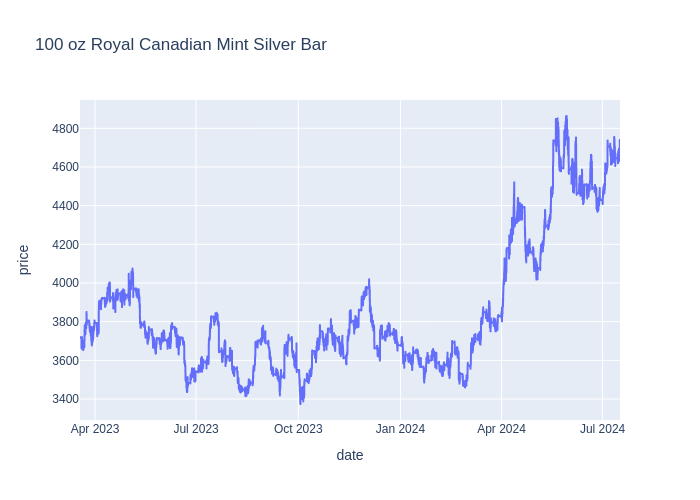 100 oz Royal Canadian Mint Silver Bar
price
4800
4600
4400
4200
4000
3800
3600
3400
Apr 2023 Jul 2023 Oct 2023 Jan 2024 Apr 2024 Jul 2024
date